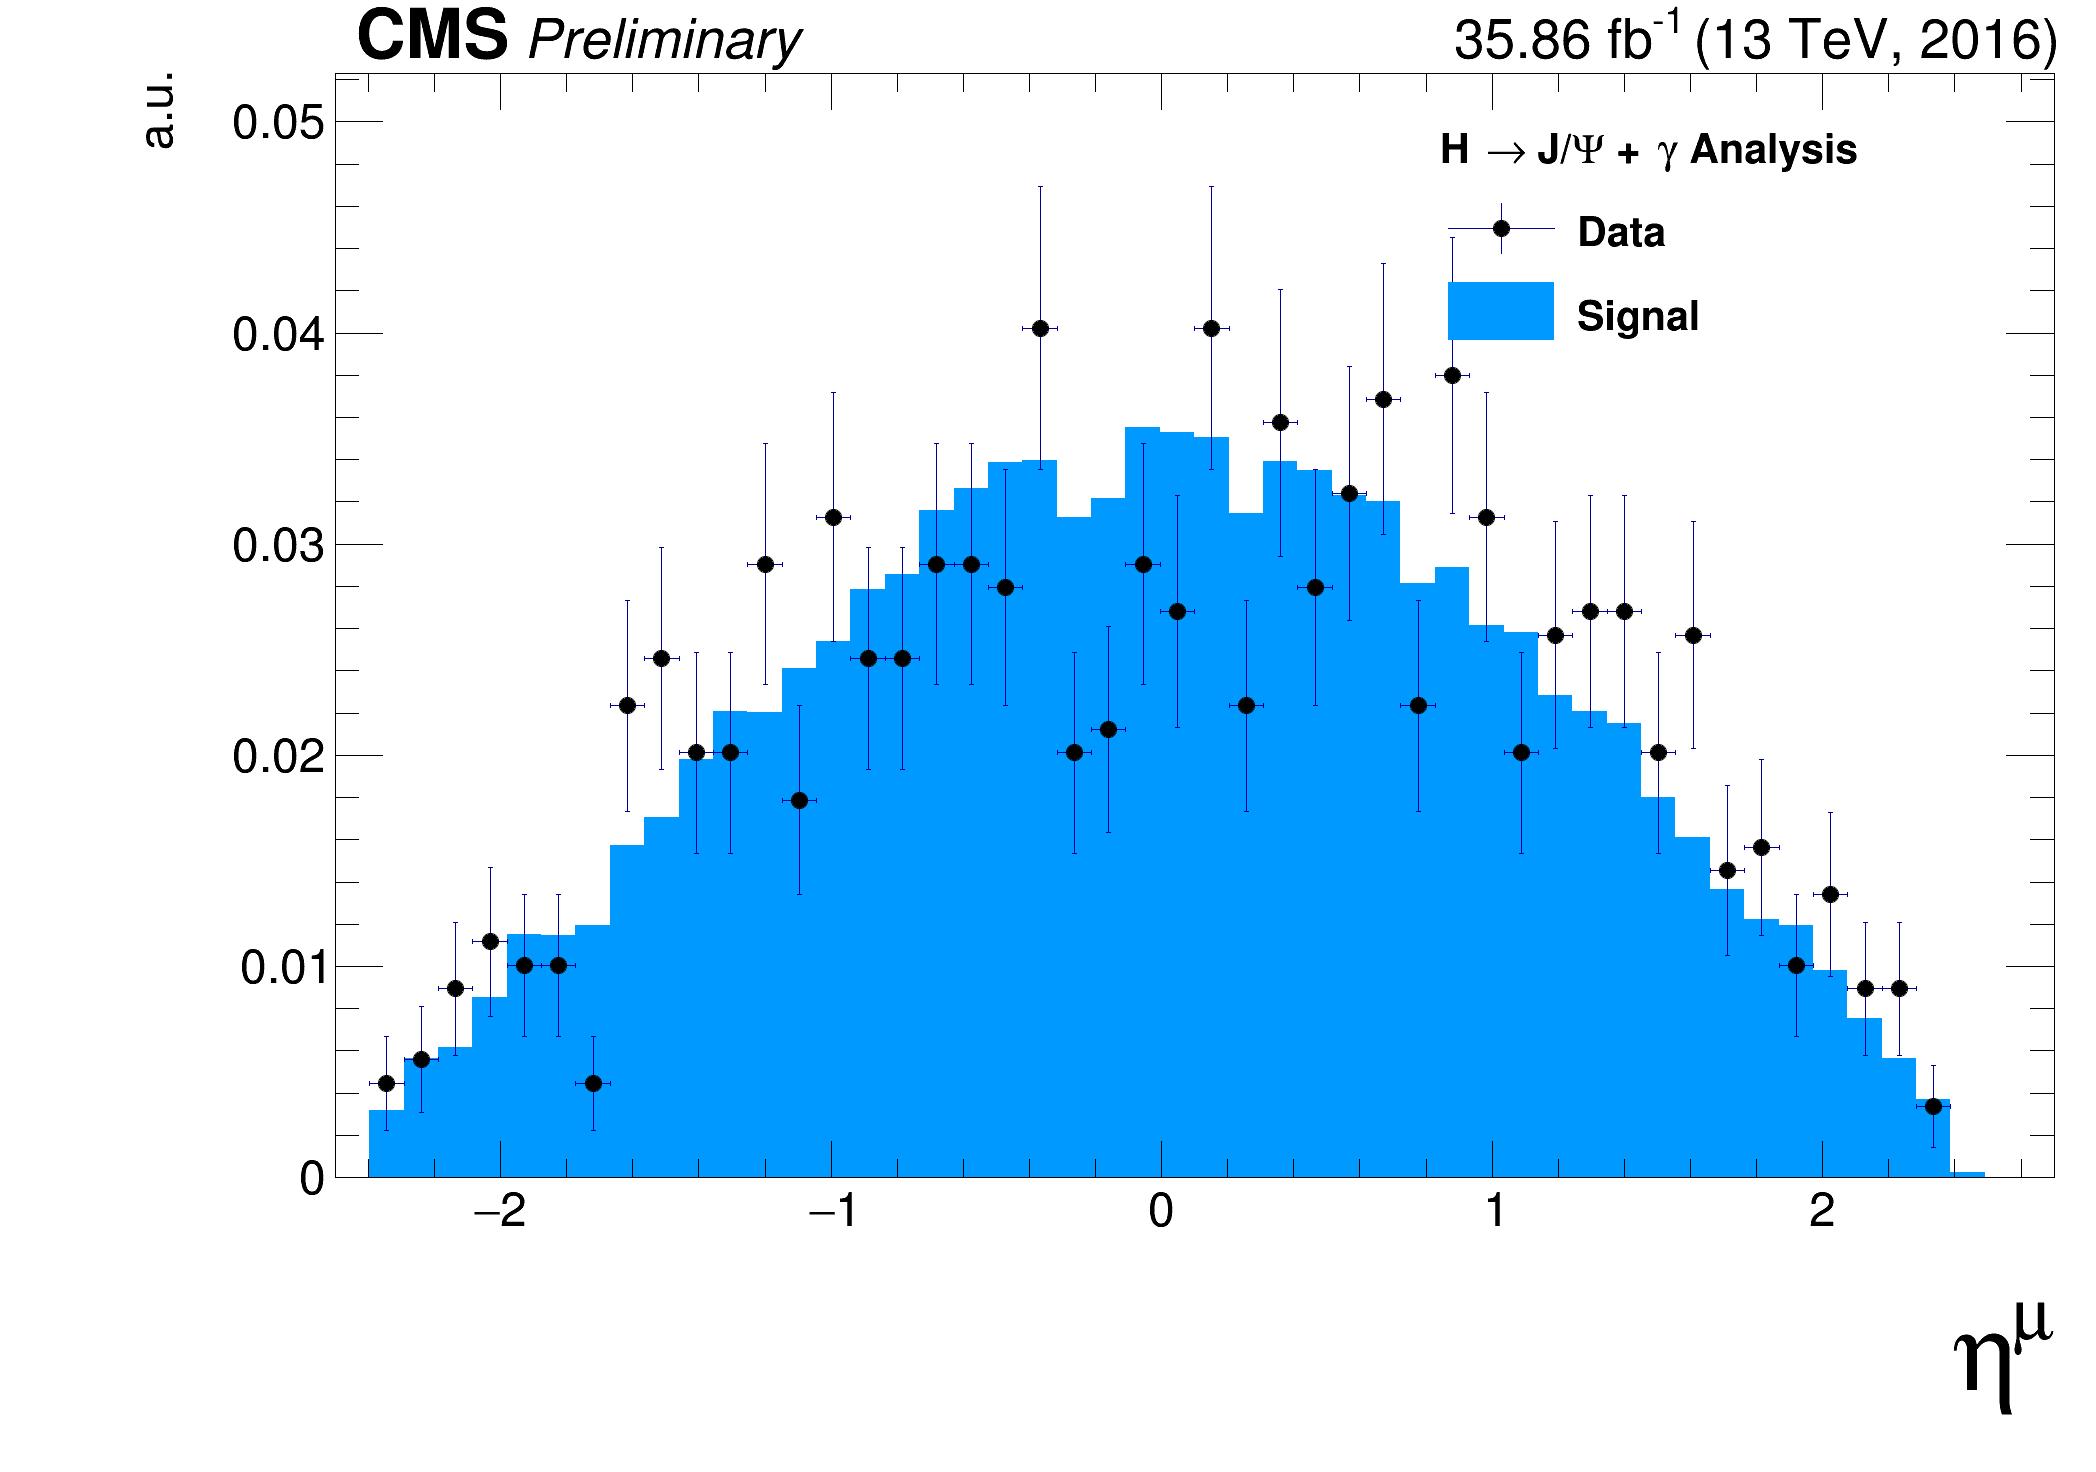 CMS Preliminary
35.86 fb⁻¹ (13 TeV, 2016)
a.u.
H → J/Ψ + γ Analysis
Data
Signal
0.05
0.04
0.03
0.02
0.01
0
−2 −1 0 1 2
η^μ